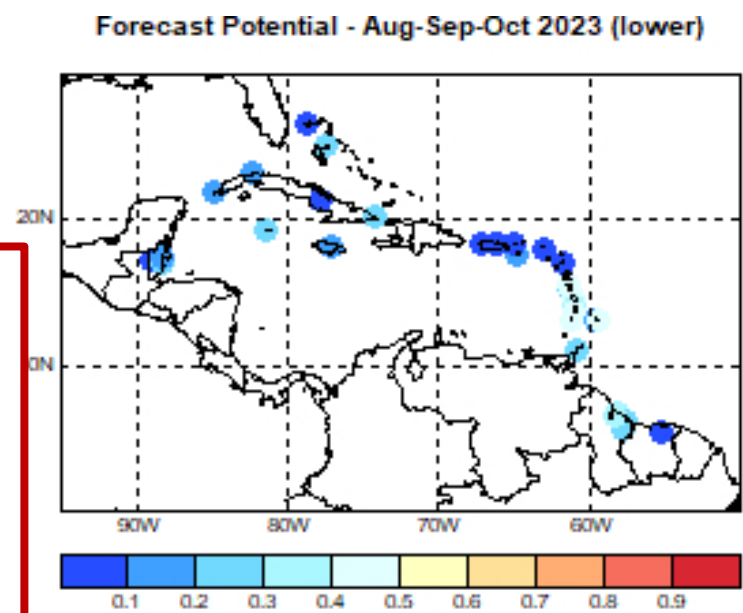 Forecast Potential - Aug-Sep-Oct 2023 (lower)
20N
0N
90W 80W 70W 60W
0.1 0.2 0.3 0.4 0.5 0.6 0.7 0.8 0.9